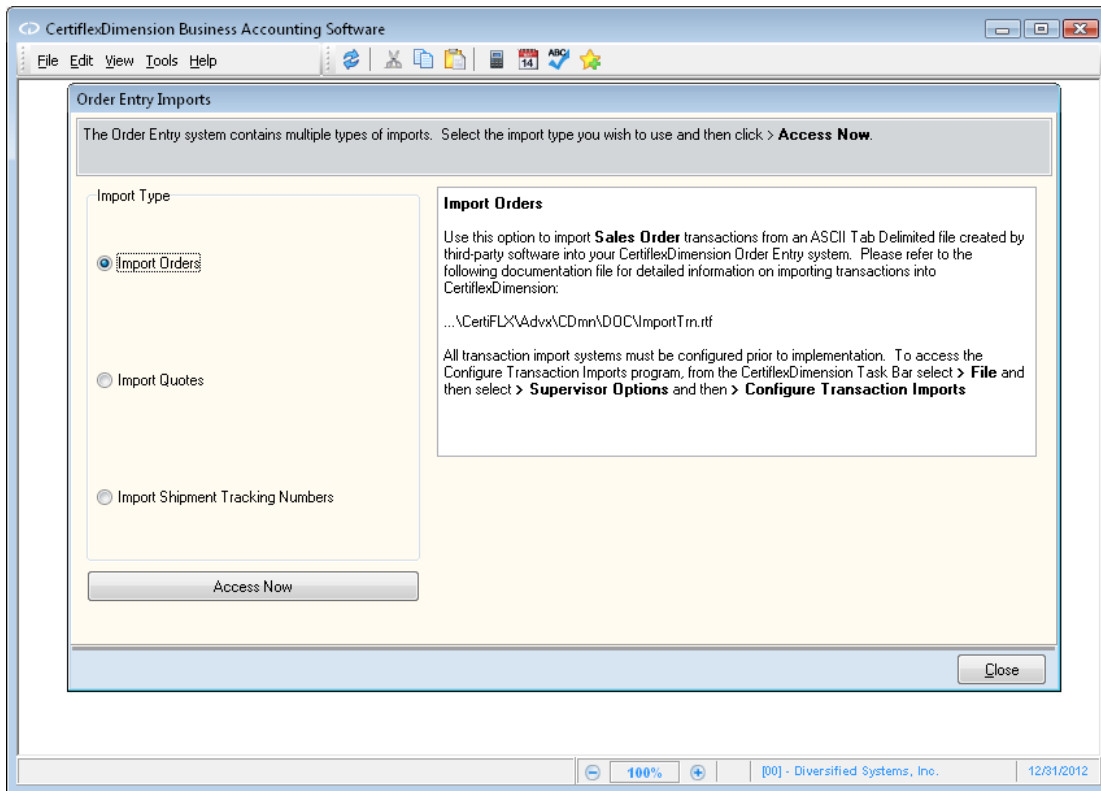 CertiflexDimension Business Accounting Software
File Edit View Tools Help
14
ABC
Order Entry Imports
The Order Entry system contains multiple types of imports. Select the import type you wish to use and then click > Access Now.
Import Type
Import Orders
Import Quotes
Import Shipment Tracking Numbers
Access Now
Import Orders
Use this option to import Sales Order transactions from an ASCII Tab Delimited file created by
third-party software into your CertiflexDimension Order Entry system. Please refer to the
following documentation file for detailed information on importing transactions into
CertiflexDimension:
...\CertiFLX\Advx\CDmn\DOC\ImportTrn.rtf
All transaction import systems must be configured prior to implementation. To access the
Configure Transaction Imports program, from the CertiflexDimension Task Bar select > File and
then select > Supervisor Options and then > Configure Transaction Imports
Close
100%
[00] - Diversified Systems, Inc.
12/31/2012